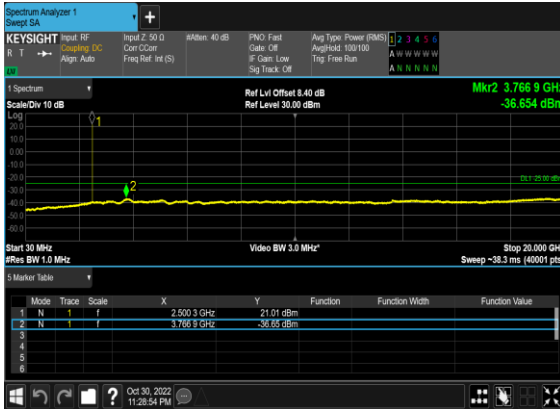 Spectrum Analyzer 1
Swept SA
+
KEYSIGHT
R T
LV
Input: RF
Coupling: DC
Align: Auto
Input Z: 50 Ω
Corr CCorr
Freq Ref: Int (S)
#Atten: 40 dB
PNO: Fast
Gate: Off
IF Gain: Low
Sig Track: Off
Avg Type: Power (RMS)
Avg|Hold: 100/100
Trig: Free Run
1 2 3 4 5 6
A W W W W W
A N N N N N
1 Spectrum
Scale/Div 10 dB
Ref Lvl Offset 8.40 dB
Ref Level 30.00 dBm
Mkr2 3.766 9 GHz
-36.654 dBm
Log
20.0
10.0
0.00
-10.0
-20.0
-30.0
-40.0
-50.0
-60.0
1
2
DL1 -25.00 dBm
Start 30 MHz
#Res BW 1.0 MHz
Video BW 3.0 MHz*
Stop 20.000 GHz
Sweep ~38.3 ms (40001 pts)
5 Marker Table
Mode Trace Scale X Y Function Function Width Function Value
1 N 1 f 2.500 3 GHz 21.01 dBm
2 N 1 f 3.766 9 GHz -36.65 dBm
3
4
5
6
?
Oct 30, 2022
11:28:54 PM